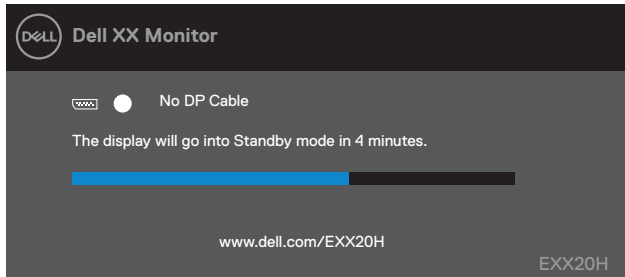 DELL Dell XX Monitor
No DP Cable
The display will go into Standby mode in 4 minutes.
www.dell.com/EXX20H
EXX20H